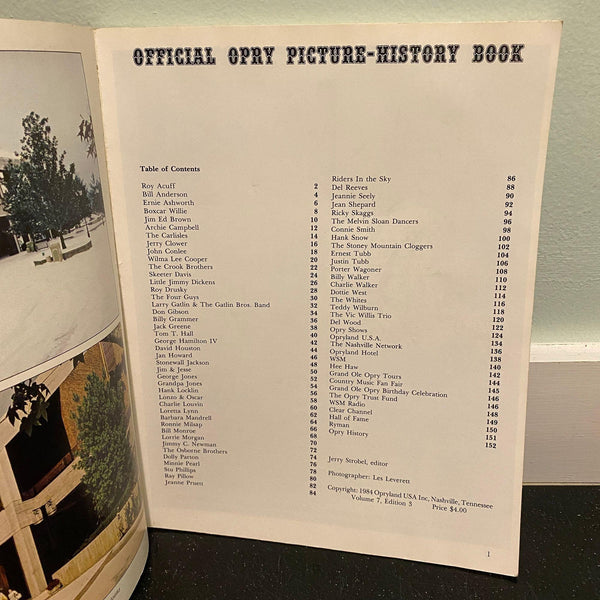 OFFICIAL OPRY PICTURE-HISTORY BOOK
Table of Contents
Roy Acuff 2
Bill Anderson 4
Ernie Ashworth 6
Boxcar Willie 8
Jim Ed Brown 10
Archie Campbell 12
The Carlisles 14
Jerry Clower 16
John Conlee 18
Wilma Lee Cooper 20
The Crook Brothers 22
Skeeter Davis 24
Little Jimmy Dickens 26
Roy Drusky 28
The Four Guys 30
Larry Gatlin & The Gatlin Bros. Band 32
Don Gibson 34
Billy Grammer 36
Jack Greene 38
Tom T. Hall 40
George Hamilton IV 42
David Houston 44
Jan Howard 46
Stonewall Jackson 48
Jim & Jesse 50
George Jones 52
Grandpa Jones 54
Hank Locklin 56
Lonzo & Oscar 58
Charlie Louvin 60
Loretta Lynn 62
Barbara Mandrell 64
Ronnie Milsap 66
Bill Monroe 68
Lorrie Morgan 70
Jimmy C. Newman 72
The Osborne Brothers 74
Dolly Parton 76
Minnie Pearl 78
Stu Phillips 80
Ray Pillow 82
Jeanne Pruett 84
Riders In the Sky 86
Del Reeves 88
Jeannie Seely 90
Jean Shepard 92
Ricky Skaggs 94
The Melvin Sloan Dancers 96
Connie Smith 98
Hank Snow 100
The Stoney Mountain Cloggers 102
Ernest Tubb 104
Justin Tubb 106
Porter Wagoner 108
Billy Walker 110
Charlie Walker 112
Dottie West 114
The Whites 116
Teddy Wilburn 118
The Vic Willis Trio 120
Del Wood 122
Opry Shows 124
Opryland U.S.A. 134
The Nashville Network 136
Opryland Hotel 138
WSM 140
Hee Haw 142
Grand Ole Opry Tours 144
Country Music Fan Fair 145
Grand Ole Opry Birthday Celebration 146
The Opry Trust Fund 146
WSM Radio 148
Clear Channel 149
Hall of Fame 150
Ryman 151
Opry History 152
Jerry Strobel, editor
Photographer: Les Leverett
Copyright: 1984 Opryland USA Inc, Nashville, Tennessee
Volume 7, Edition 3 Price $4.00
1